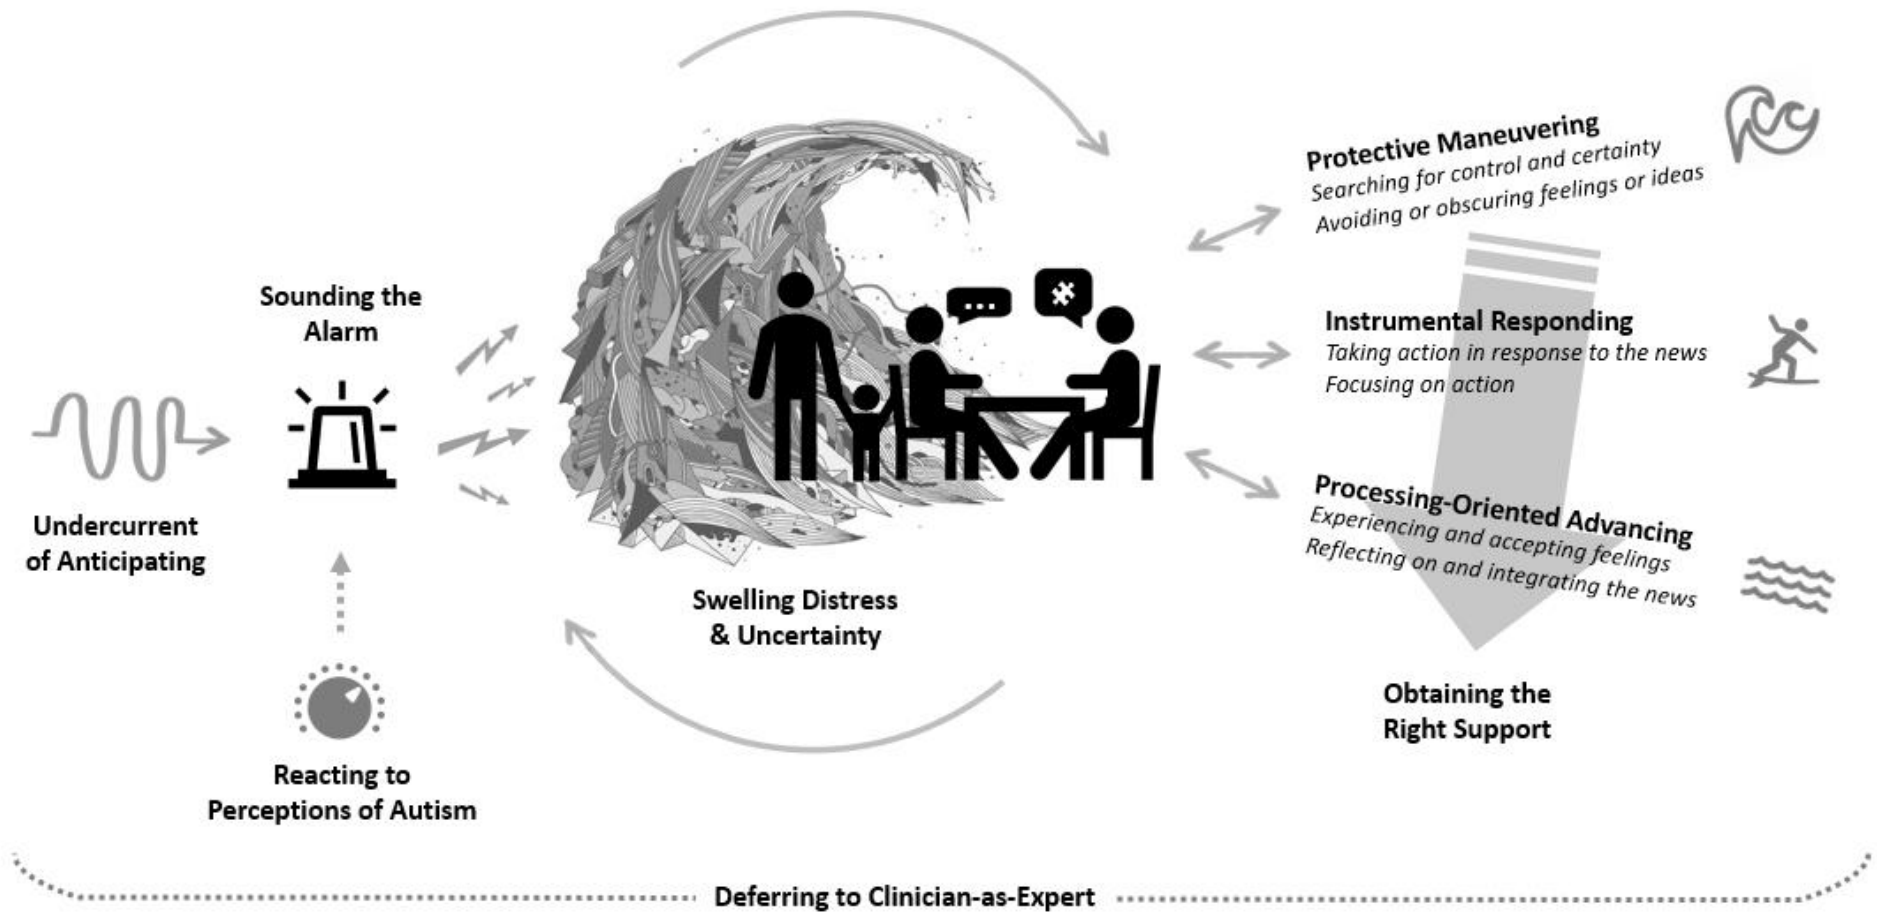 Undercurrent
of Anticipating
Sounding the
Alarm
Reacting to
Perceptions of Autism
...
Swelling Distress
& Uncertainty
Protective Maneuvering
Searching for control and certainty
Avoiding or obscuring feelings or ideas
Instrumental Responding
Taking action in response to the news
Focusing on action
Processing-Oriented Advancing
Experiencing and accepting feelings
Reflecting on and integrating the news
Obtaining the
Right Support
Deferring to Clinician-as-Expert